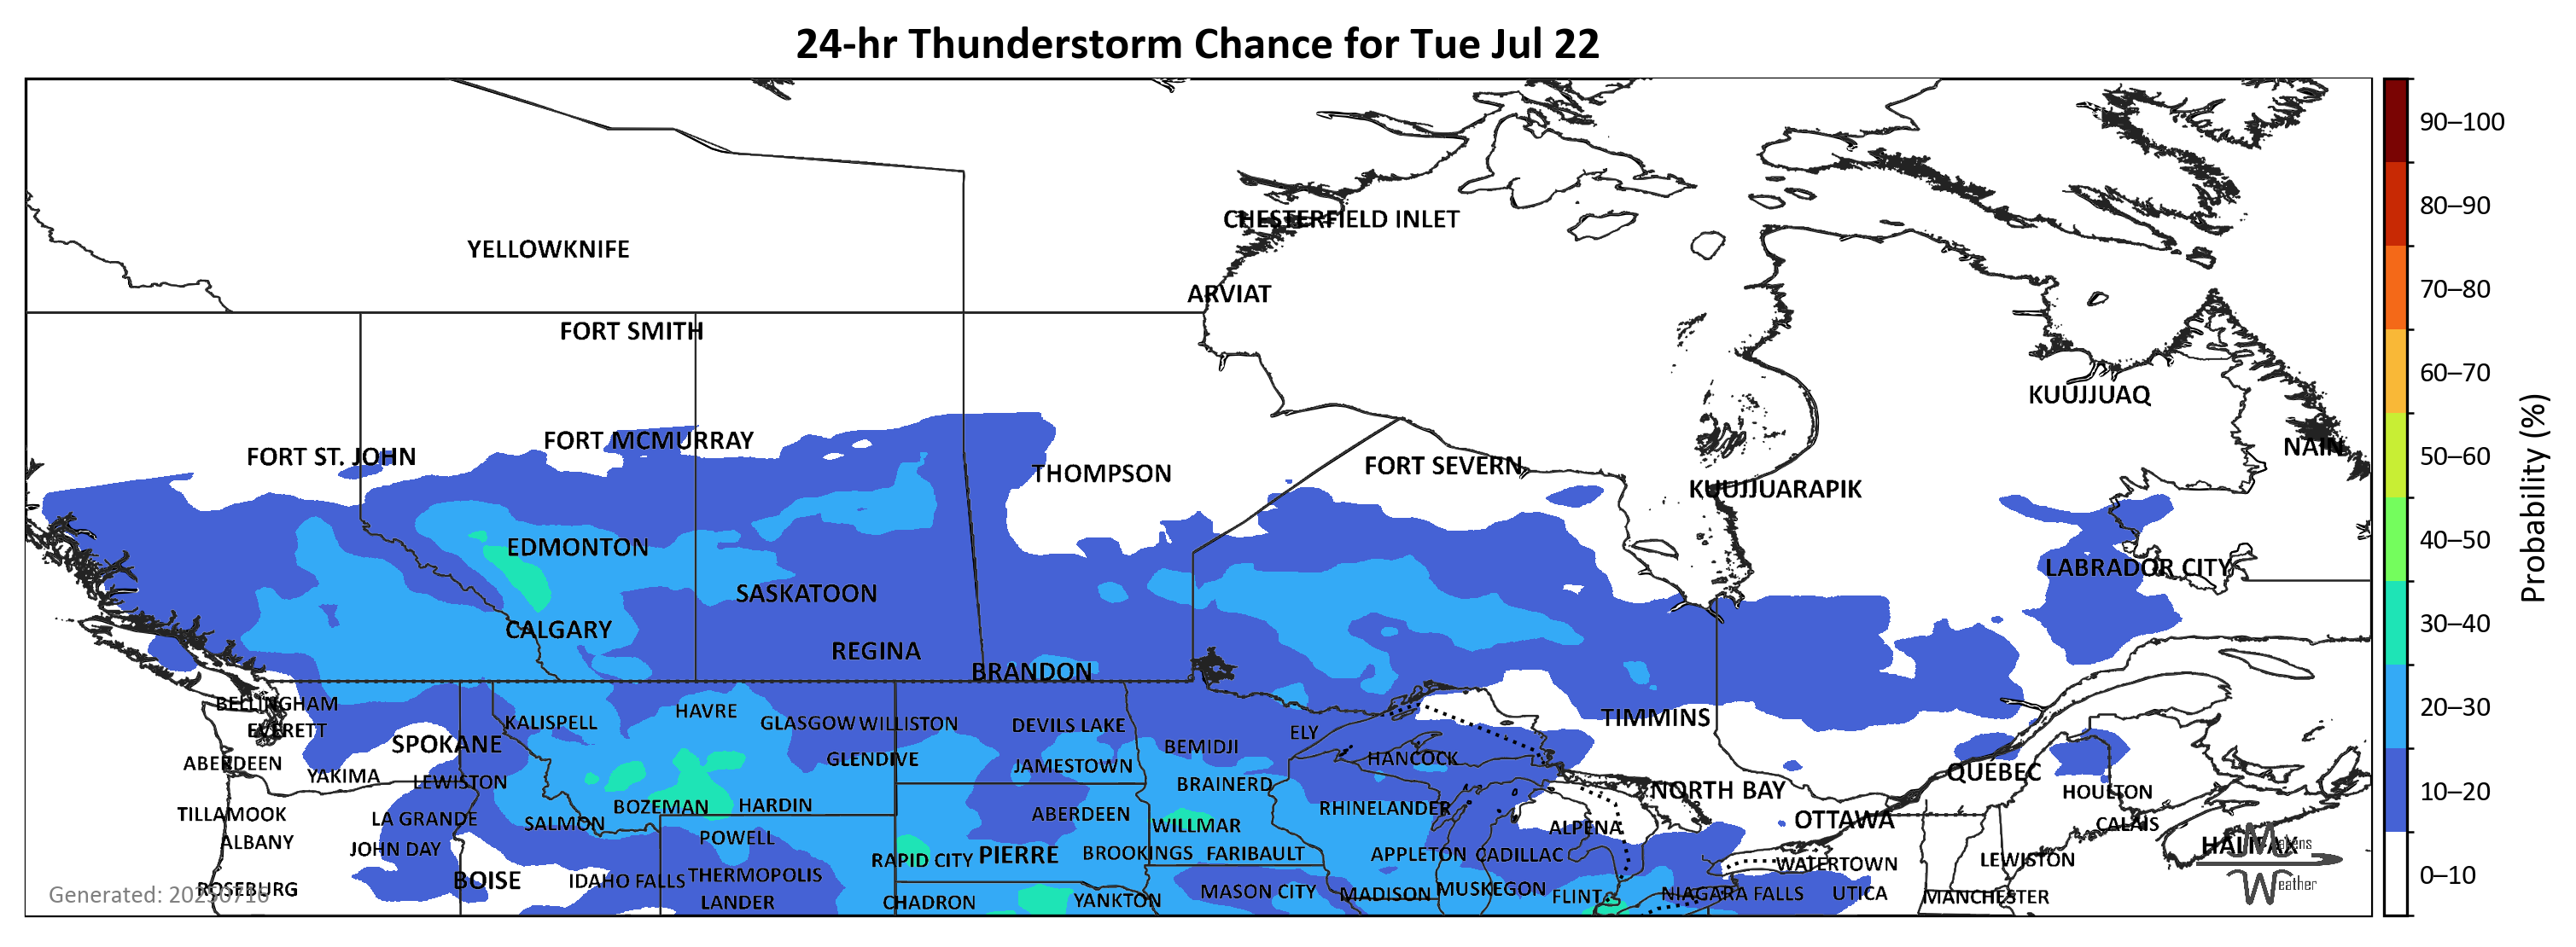 24-hr Thunderstorm Chance for Tue Jul 22
90–100
80–90
CHESTERFIELD INLET
YELLOWKNIFE
70–80
ARVIAT
FORT SMITH
60–70
KUUJJUAQ
FORT MCMURRAY
NAIN
50–60
FORT ST. JOHN
FORT SEVERN
THOMPSON
KUUJJUARAPIK
40–50
EDMONTON
Probability (%)
LABRADOR CITY
SASKATOON
30–40
CALGARY
REGINA
BRANDON
20–30
BELLINGHAM
HAVRE
KALISPELL
GLASGOW
WILLISTON
DEVILS LAKE
TIMMINS
EVERETT
ELY
SPOKANE
BEMIDJI
ABERDEEN
GLENDIVE
HANCOCK
JAMESTOWN
QUÉBEC
YAKIMA
LEWISTON
BRAINERD
NORTH BAY
HOULTON
10–20
BOZEMAN
HARDIN
RHINELANDER
TILLAMOOK
LA GRANDE
ABERDEEN
OTTAWA
SALMON
WILLMAR
ALPENA
CALAIS
ALBANY
POWELL
HALIFAX
Makens
Weather
JOHN DAY
RAPID CITY
PIERRE
BROOKINGS
FARIBAULT
APPLETON
CADILLAC
WATERTOWN
LEWISTON
0–10
BOISE
IDAHO FALLS
THERMOPOLIS
ROSEBURG
Generated: 20250716
MASON CITY
MADISON
MUSKEGON
FLINT
NIAGARA FALLS
UTICA
MANCHESTER
LANDER
CHADRON
YANKTON